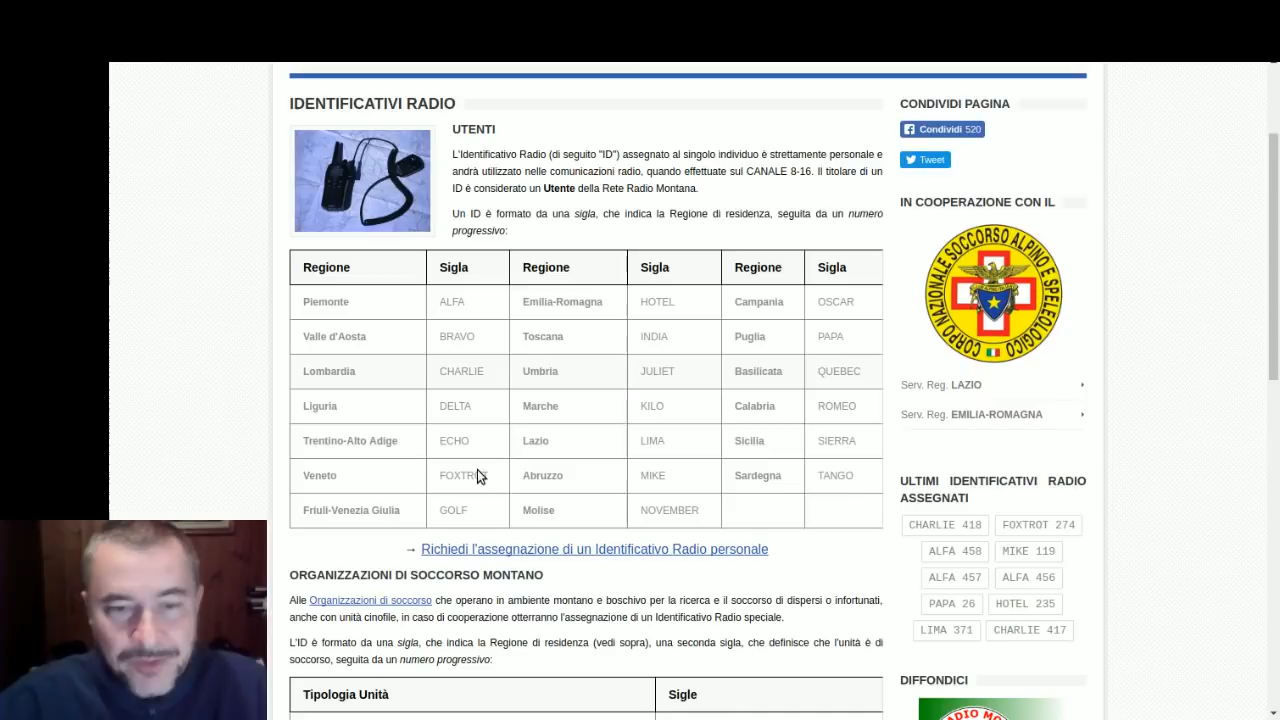 IDENTIFICATIVI RADIO
UTENTI
L'Identificativo Radio (di seguito "ID") assegnato al singolo individuo è strettamente personale e
andrà utilizzato nelle comunicazioni radio, quando effettuate sul CANALE 8-16. Il titolare di un
ID è considerato un Utente della Rete Radio Montana.
Un ID è formato da una sigla, che indica la Regione di residenza, seguita da un numero
progressivo:
Regione Sigla Regione Sigla Regione Sigla
Piemonte ALFA Emilia-Romagna HOTEL Campania OSCAR
Valle d'Aosta BRAVO Toscana INDIA Puglia PAPA
Lombardia CHARLIE Umbria JULIET Basilicata QUEBEC
Liguria DELTA Marche KILO Calabria ROMEO
Trentino-Alto Adige ECHO Lazio LIMA Sicilia SIERRA
Veneto Abruzzo MIKE Sardegna TANGO
Friuli-Venezia Giulia GOLF Molise NOVEMBER
→ Richiedi l'assegnazione di un Identificativo Radio personale
ORGANIZZAZIONI DI SOCCORSO MONTANO
Alle Organizzazioni di soccorso che operano in ambiente montano e boschivo per la ricerca e il soccorso di dispersi o infortunati,
anche con unità cinofile, in caso di cooperazione otterranno l'assegnazione di un Identificativo Radio speciale.
L'ID è formato da una sigla, che indica la Regione di residenza (vedi sopra), una seconda sigla, che definisce che l'unità è di
soccorso, seguita da un numero progressivo:
Tipologia Unità Sigle
CONDIVIDI PAGINA
Condividi 520
Tweet
IN COOPERAZIONE CON IL
CORPO NAZIONALE SOCCORSO ALPINO E SPELEOLOGICO
Serv. Reg. LAZIO
Serv. Reg. EMILIA-ROMAGNA
ULTIMI IDENTIFICATIVI RADIO
ASSEGNATI
CHARLIE 418 FOXTROT 274
ALFA 458 MIKE 119
ALFA 457 ALFA 456
PAPA 26 HOTEL 235
LIMA 371 CHARLIE 417
DIFFONDICI